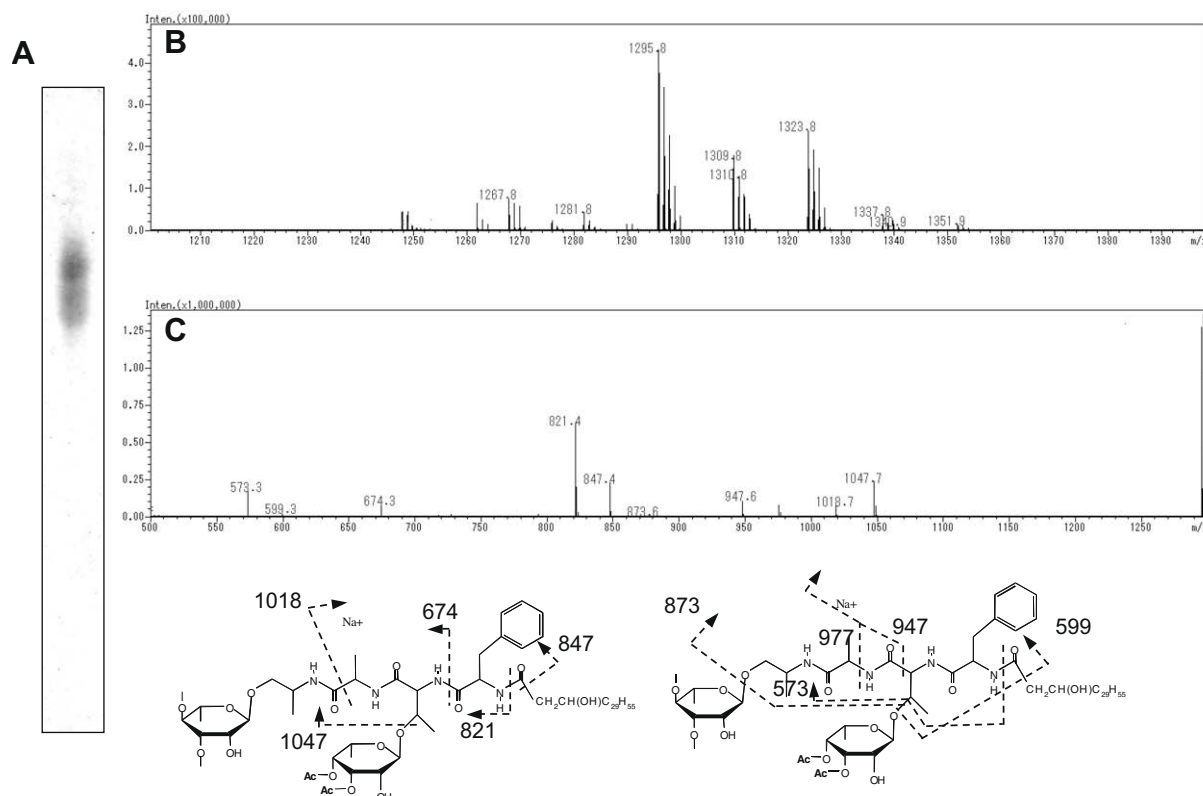 A
Inten.(x100,000)
B
4.0
3.0
2.0
1.0
0.0
1267.8
1281.8
1295.8
1309.8
1310.8
1323.8
1337.8
1351.9
1210 1220 1230 1240 1250 1260 1270 1280 1290 1300 1310 1320 1330 1340 1350 1360 1370 1380 1390 m/z
Inten.(x1,000,000)
C
1.25
1.00
0.75
0.50
0.25
0.00
573.3
599.3
674.3
821.4
847.4
873.6
947.6
1018.7
1047.7
500 550 600 650 700 750 800 850 900 950 1000 1050 1100 1150 1200 1250 m/
1018
Na+
674
847
H N
O
O
H N
O
O
N H
O
N H
O
CH₂CH(OH)C₂₉H₅₅
821
1047
O
O
O
OH
O
O
Ac-O
Ac-O
OH
873
Na+
977
947
599
H N
O
O
H N
O
O
N H
O
N H
O
CH₂CH(OH)C₂₉H₅₅
573
O
O
O
OH
O
O
Ac-O
Ac-O
OH